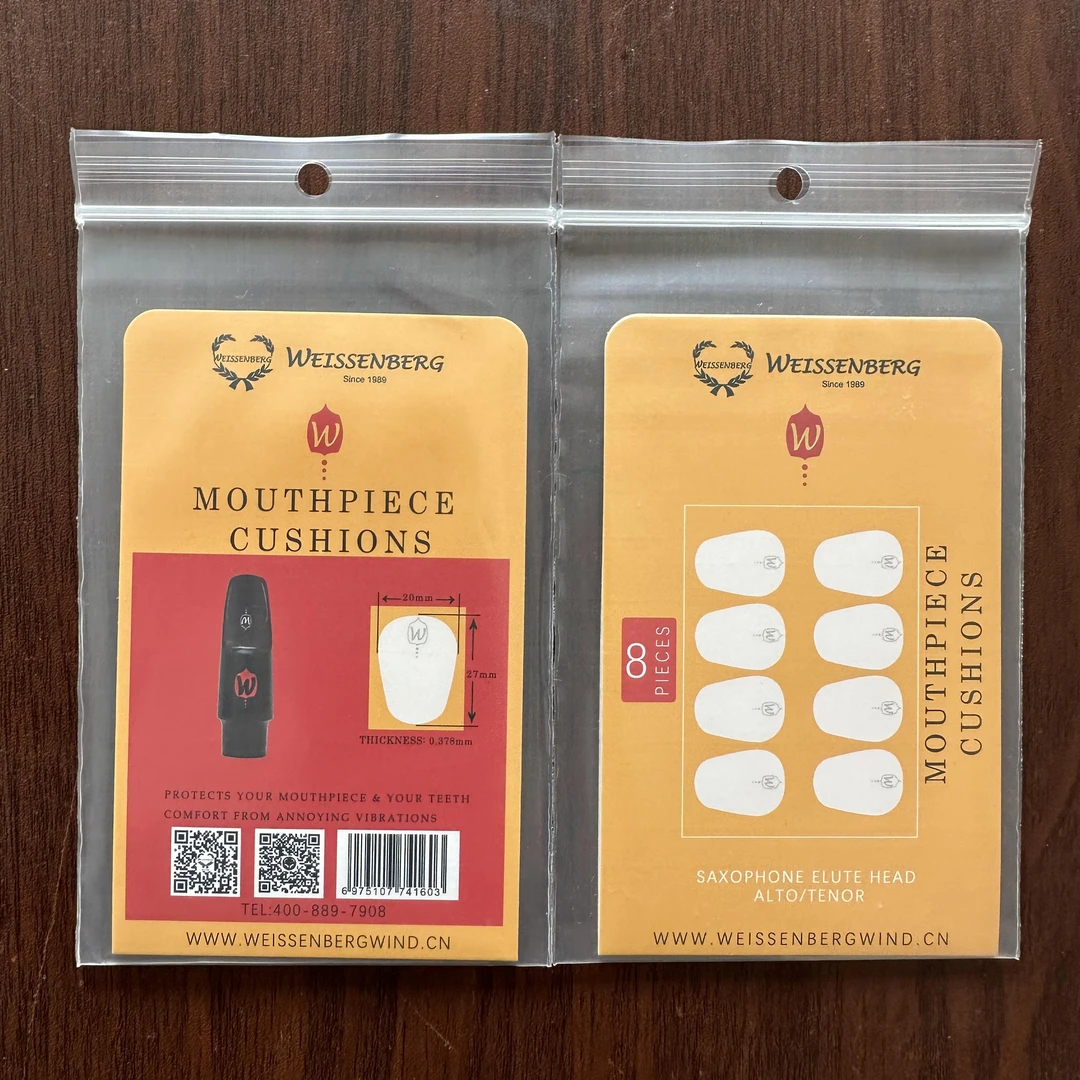 WEISSENBERG
WEISSENBERG
Since 1989
W
MOUTHPIECE
CUSHIONS
W
W
20mm
W
27mm
THICKNESS: 0.378mm
PROTECTS YOUR MOUTHPIECE & YOUR TEETH
COMFORT FROM ANNOYING VIBRATIONS
6 975107 741603
TEL:400-889-7908
WWW.WEISSENBERGWIND.CN
WEISSENBERG
WEISSENBERG
Since 1989
W
8
PIECES
W
W
W
W
W
W
W
W
MOUTHPIECE
CUSHIONS
SAXOPHONE ELUTE HEAD
ALTO/TENOR
WWW.WEISSENBERGWIND.CN